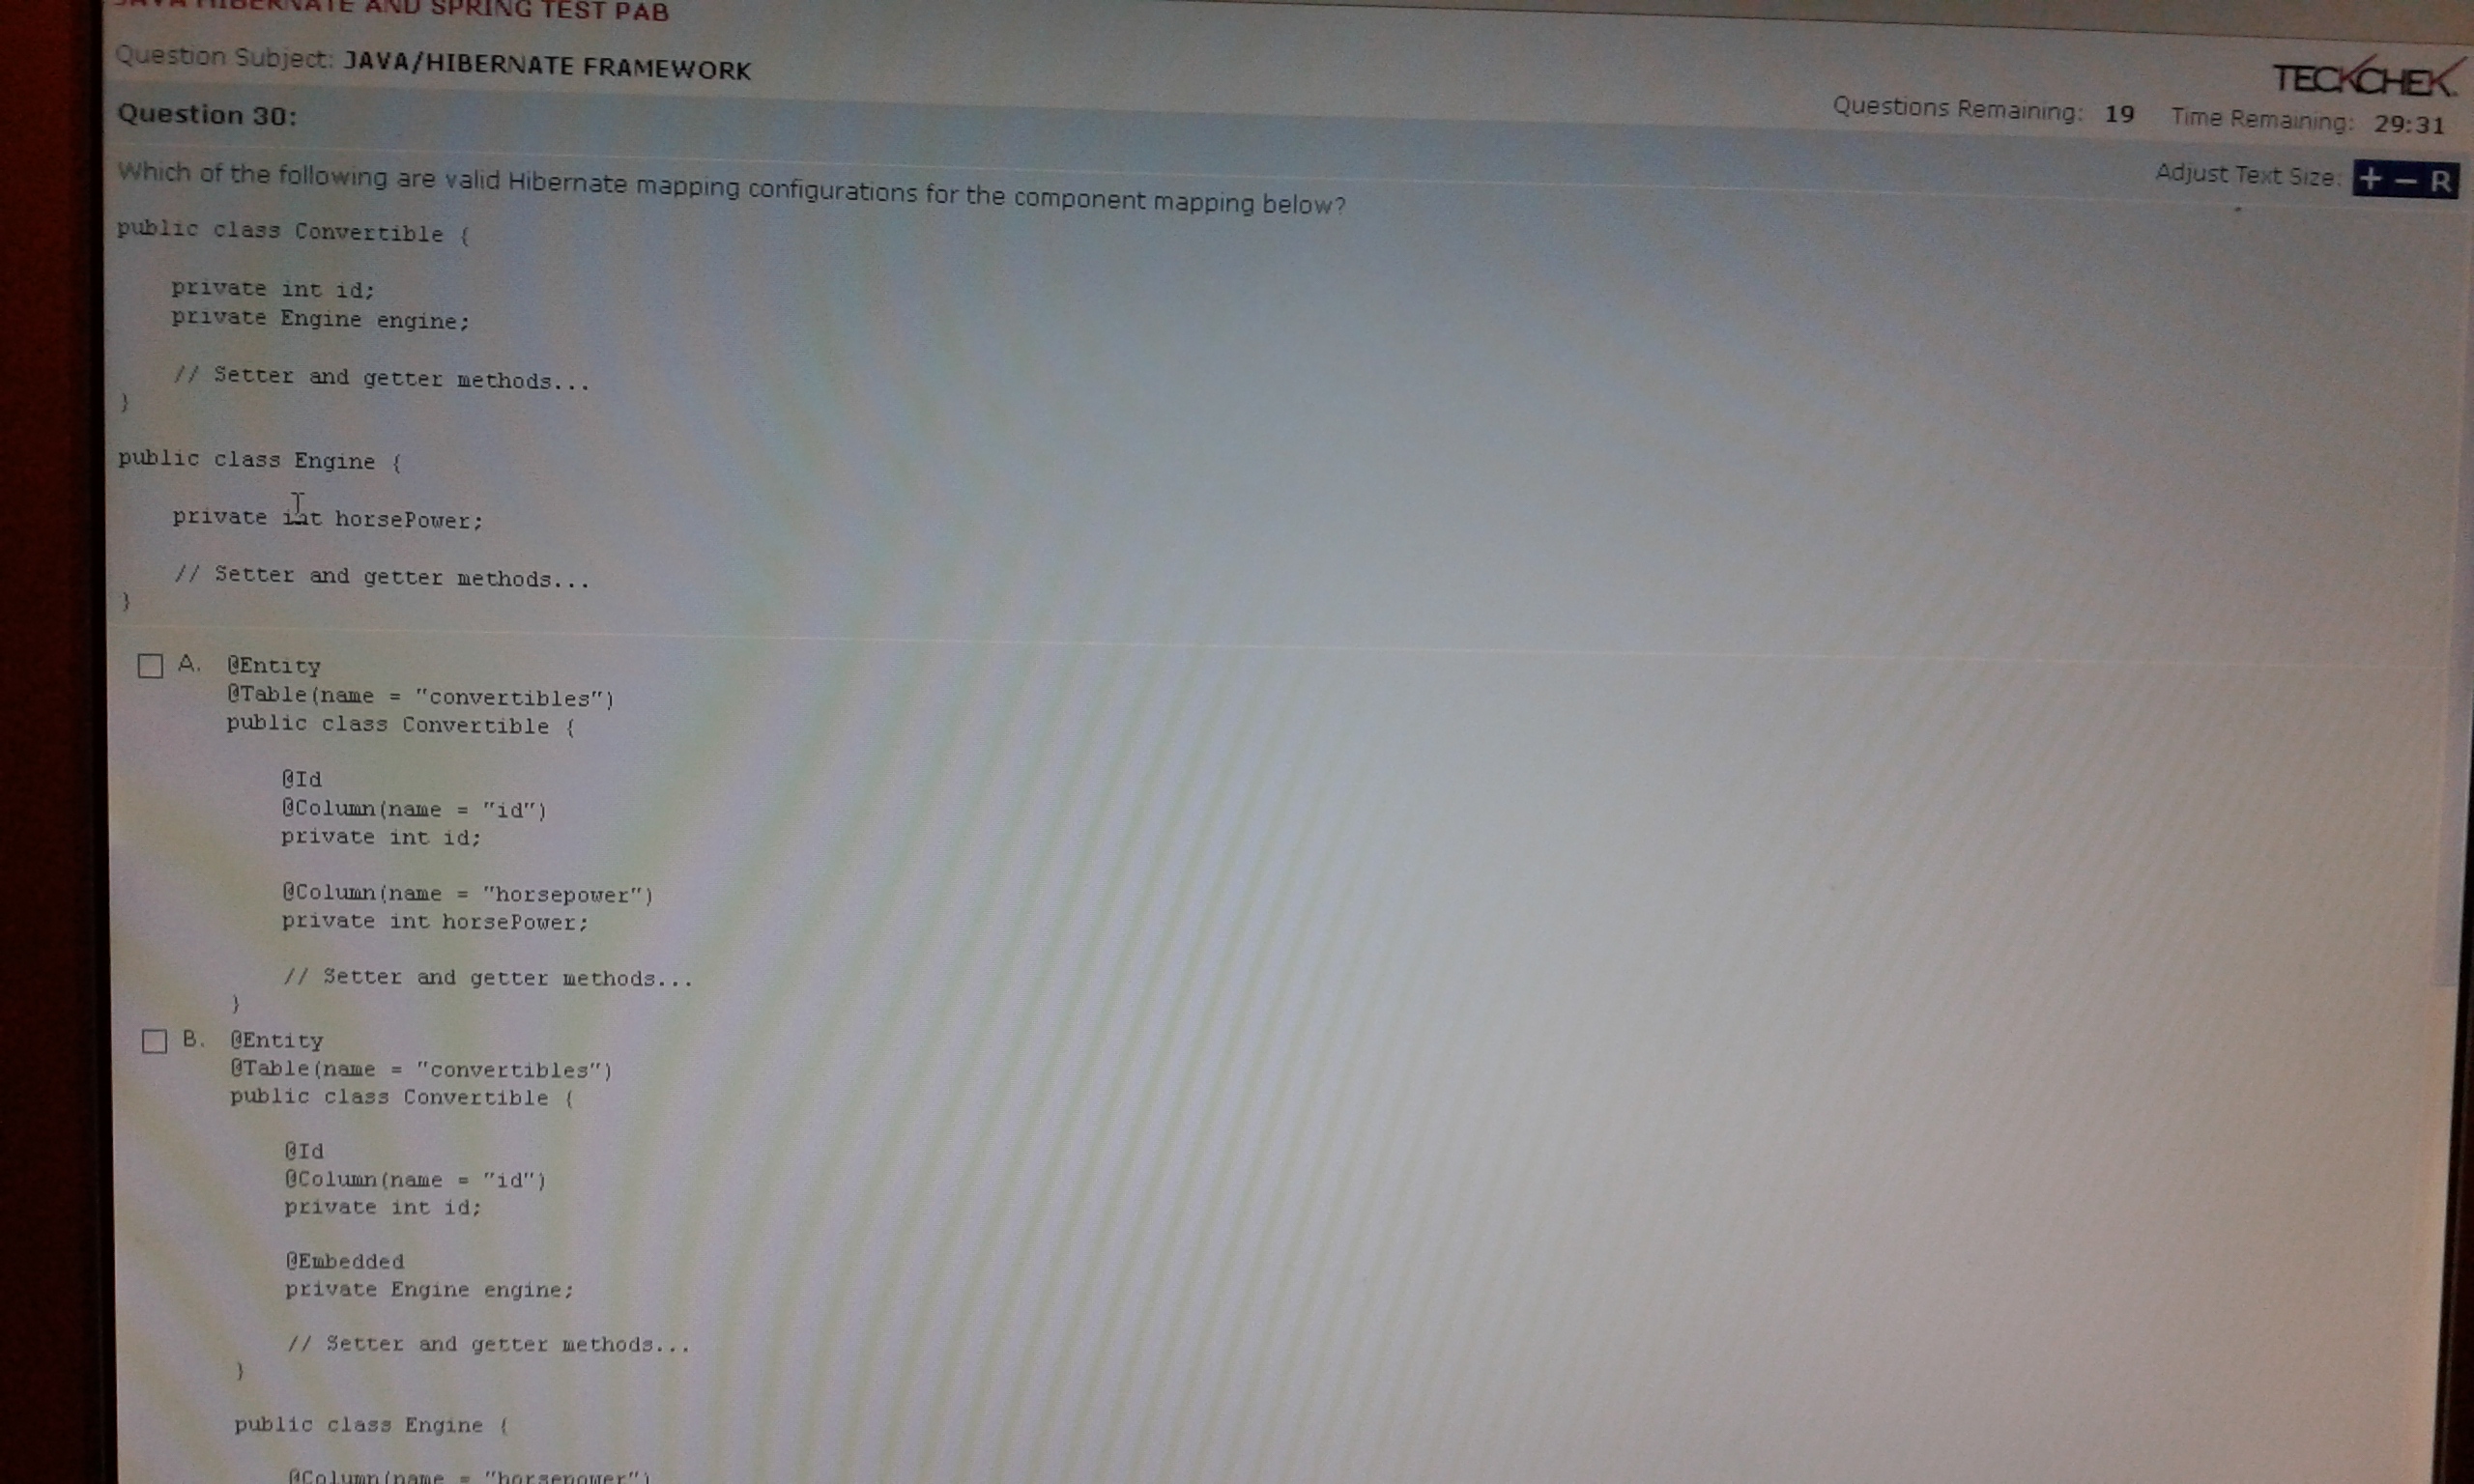 JAVA HIBERNATE AND SPRING TEST PAB
Question Subject: JAVA/HIBERNATE FRAMEWORK
TECKCHEK
Question 30:
Questions Remaining: 19 Time Remaining: 29:31
Adjust Text Size: + - R
Which of the following are valid Hibernate mapping configurations for the component mapping below?
public class Convertible {
private int id;
private Engine engine;
// Setter and getter methods...
}
public class Engine {
private int horsePower;
// Setter and getter methods...
}
A. @Entity
@Table(name = "convertibles")
public class Convertible {
@Id
@Column(name = "id")
private int id;
@Column(name = "horsepower")
private int horsePower;
// Setter and getter methods...
}
B. @Entity
@Table(name = "convertibles")
public class Convertible {
@Id
@Column(name = "id")
private int id;
@Embedded
private Engine engine;
// Setter and getter methods...
}
public class Engine {
@Column(name = "horsepower")